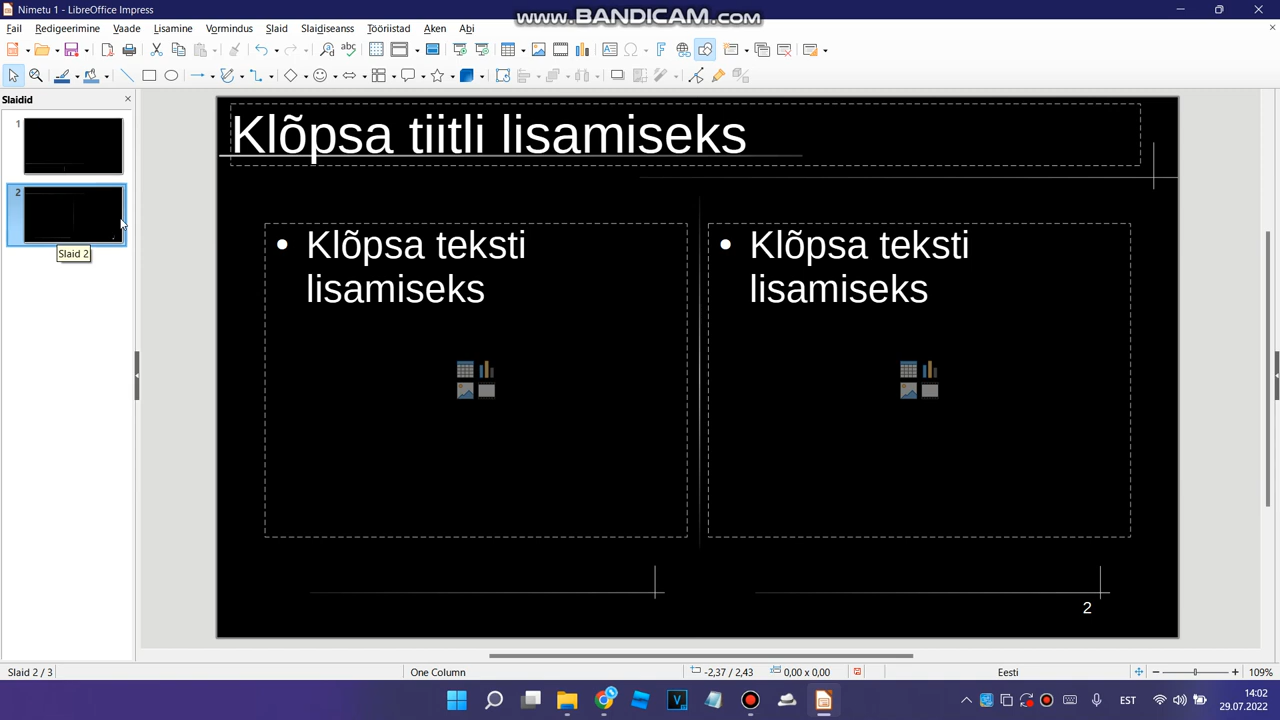 Nimetu 1 - LibreOffice Impress
www.BANDICAM.com
Fail Redigeerimine Vaade Lisamine Vormindus Slaid Slaidiseanss Tööriistad Aken Abi
Slaidid
1
2
Slaid 2
Klõpsa tiitli lisamiseks
Klõpsa teksti
lisamiseks
Klõpsa teksti
lisamiseks
2
Slaid 2 / 3
One Column
-2,37 / 2,43
0,00 x 0,00
Eesti
109%
EST
14:02
29.07.2022